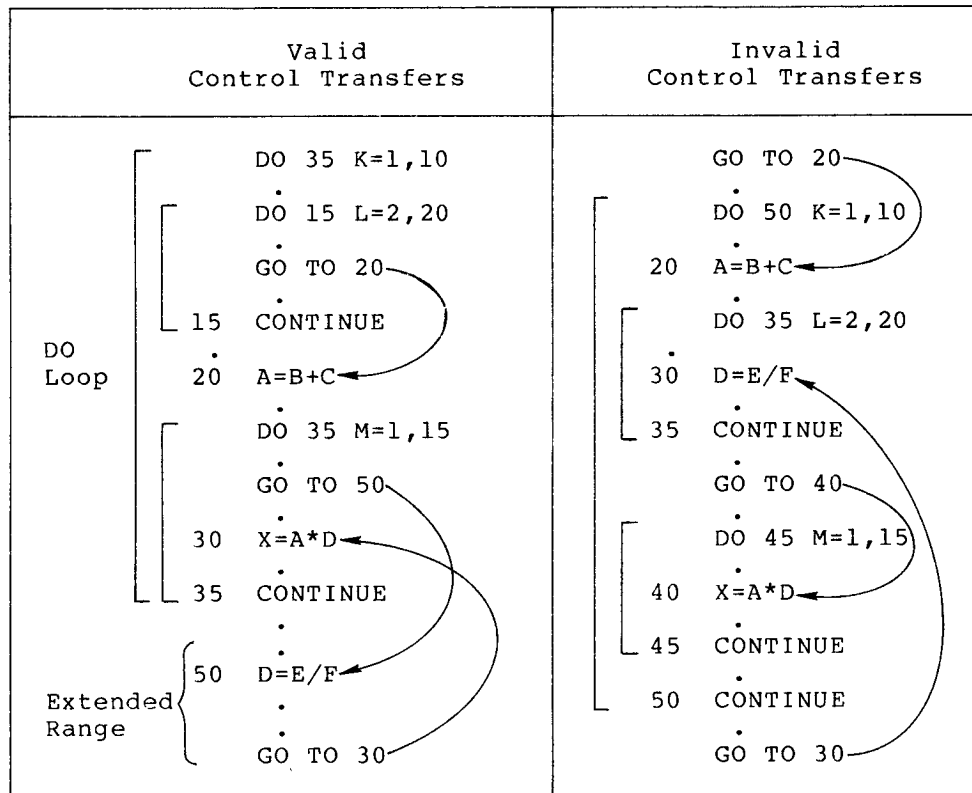 Valid
Control Transfers
DO 35 K=1,10
.
DO 15 L=2,20
.
GO TO 20
.
15 CONTINUE
.
20 A=B+C
.
DO 35 M=1,15
.
GO TO 50
.
30 X=A*D
.
35 CONTINUE
.
50 D=E/F
.
.
GO TO 30
DO
Loop
Extended
Range
Invalid
Control Transfers
GO TO 20
.
DO 50 K=1,10
.
20 A=B+C
.
DO 35 L=2,20
.
30 D=E/F
.
35 CONTINUE
.
GO TO 40
.
DO 45 M=1,15
.
40 X=A*D
.
45 CONTINUE
.
50 CONTINUE
.
GO TO 30